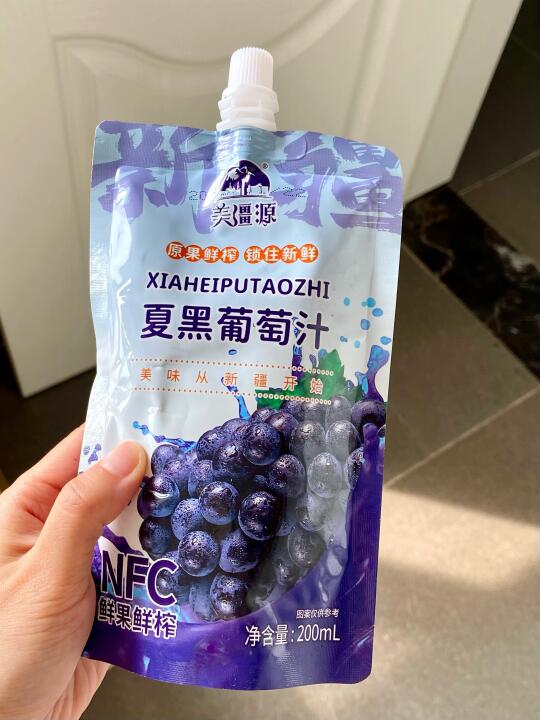 新疆
®
美疆源
原果鲜榨 锁住新鲜
XIAHEIPUTAOZHI
夏黑葡萄汁
美味从新疆开始
NFC
鲜果鲜榨
图案仅供参考
净含量:200mL